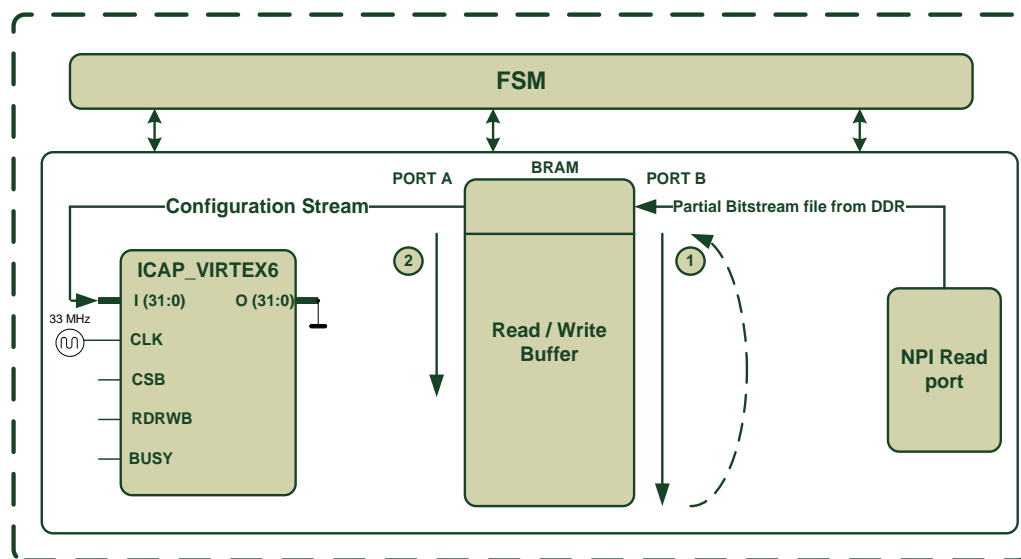 FSM
BRAM
PORT A
PORT B
Configuration Stream
Partial Bitstream file from DDR
2
1
ICAP_VIRTEX6
I (31:0)
O (31:0)
33 MHz
CLK
CSB
RDRWB
BUSY
Read / Write
Buffer
NPI Read
port